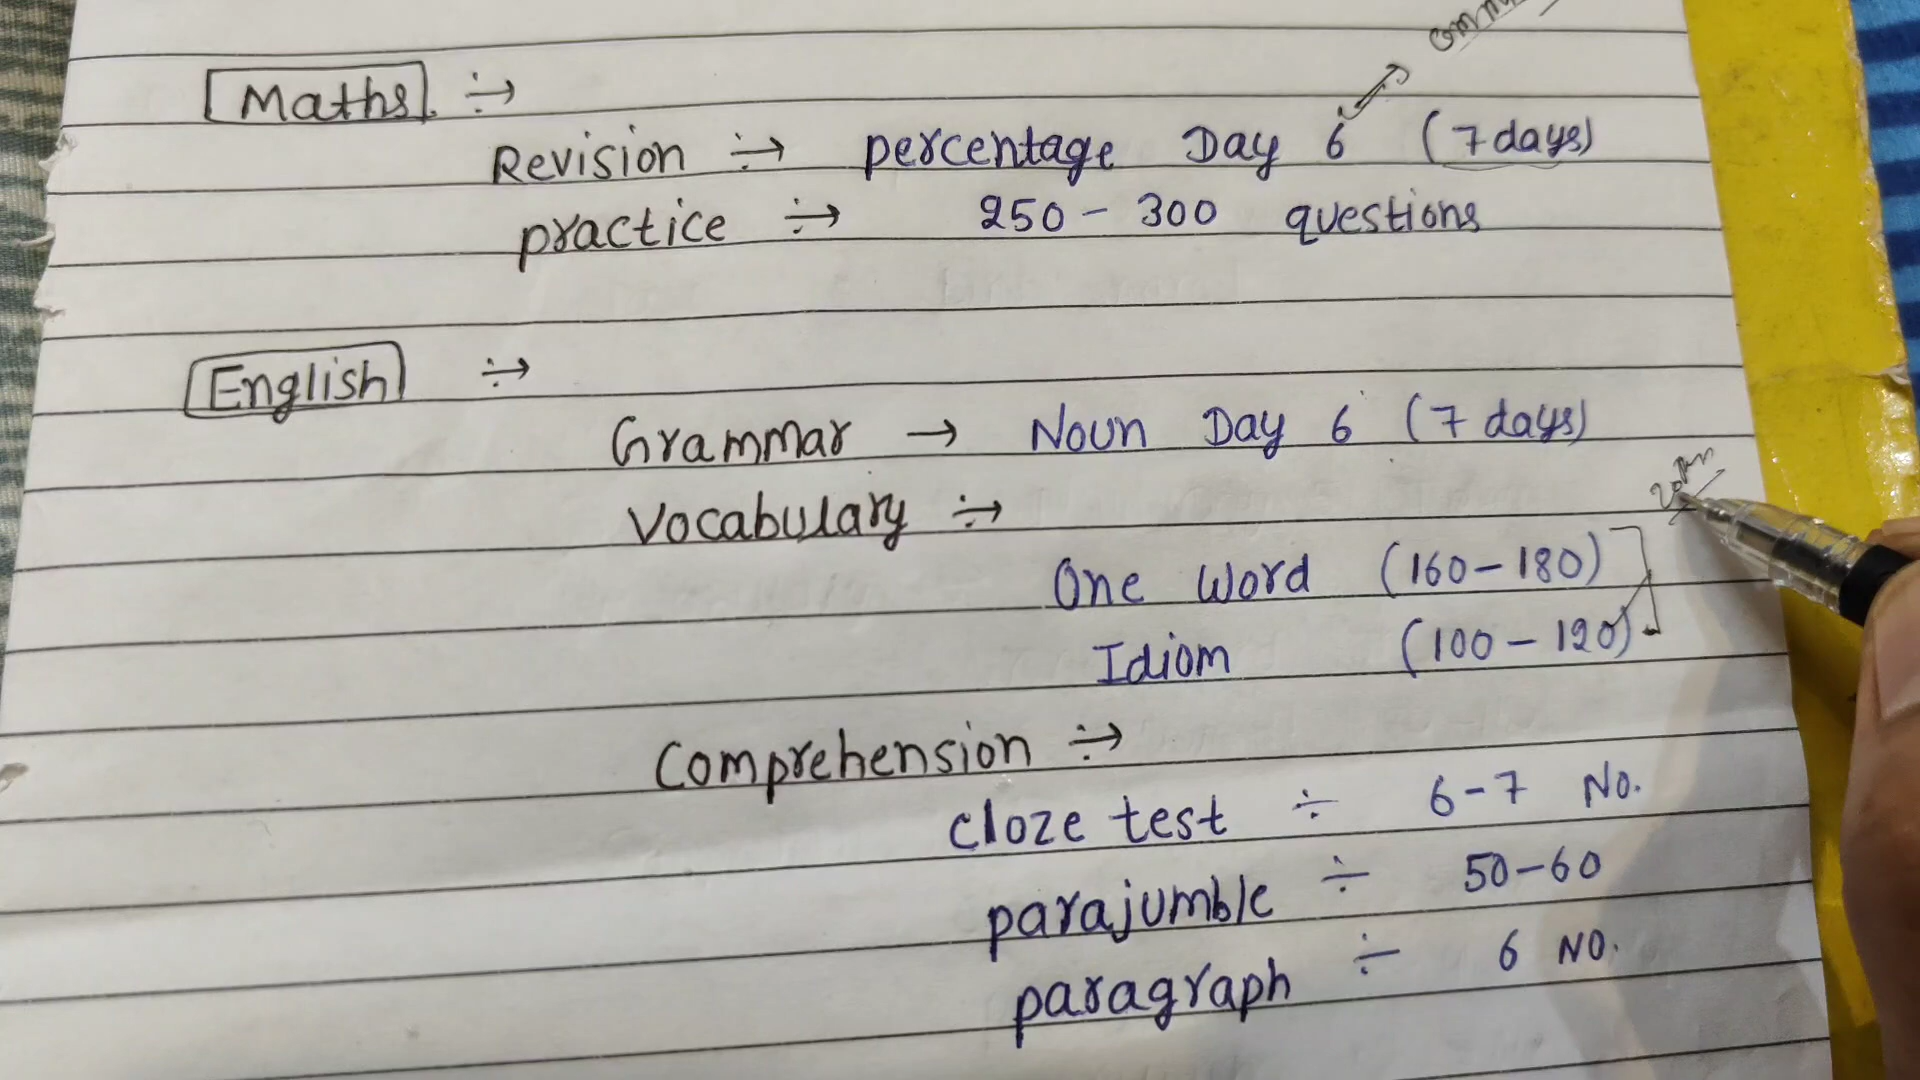 Maths ÷→
Revision ÷→ percentage Day 6 (7 days)
practice ÷→ 250 - 300 questions
English ÷→
Grammar → Noun Day 6 (7 days)
Vocabulary ÷→
One Word (160-180)
Idiom (100-120)
Comprehension ÷→
Cloze test ÷ 6-7 No.
parajumble ÷ 50-60
paragraph ÷ 6 NO.